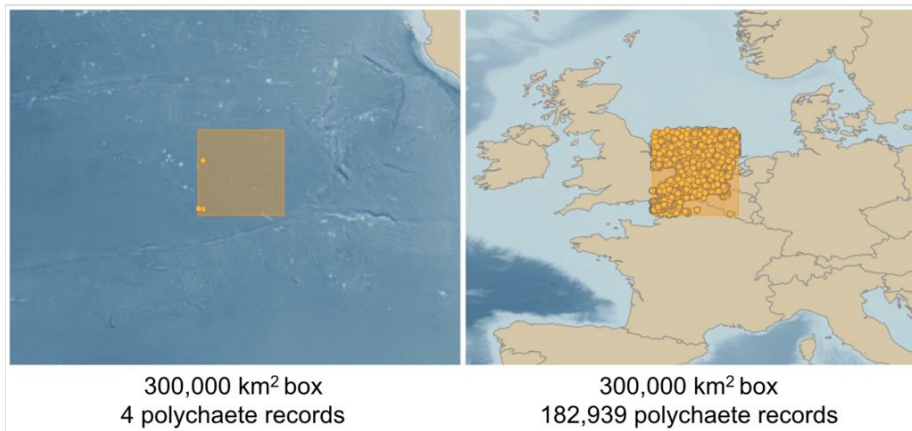 300,000 km² box
4 polychaete records
300,000 km² box
182,939 polychaete records